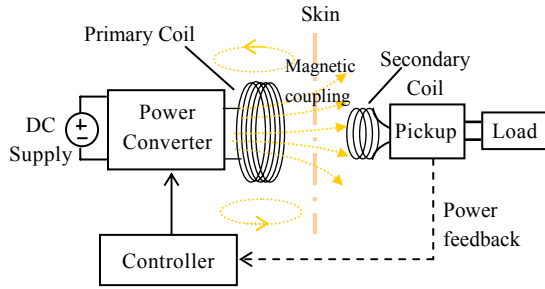 Skin
Primary Coil
Magnetic
coupling
Secondary
Coil
DC
Supply
Power
Converter
Pickup
Load
Power
feedback
Controller